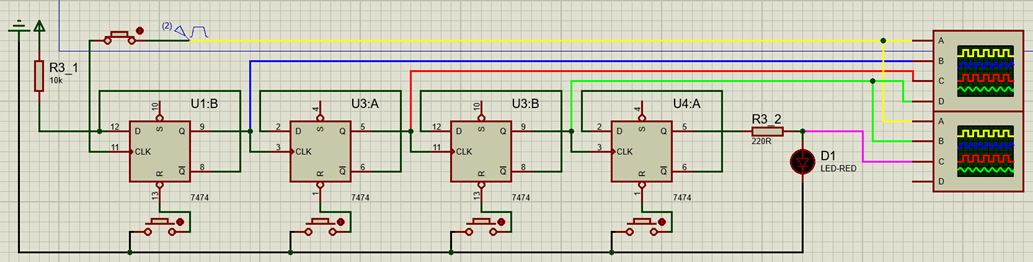 (2)
R3_1
10k
U1:B
U3:A
U3:B
U4:A
10
4
10
4
12 D S Q 9
2 D S Q 5
12 D S Q 9
2 D S Q 5
11 CLK
3 CLK
11 CLK
3 CLK
R Q 8
R Q 6
R Q 8
R Q 6
13
1
13
1
7474
7474
7474
7474
R3_2
220R
D1
LED-RED
A
B
C
D
A
B
C
D